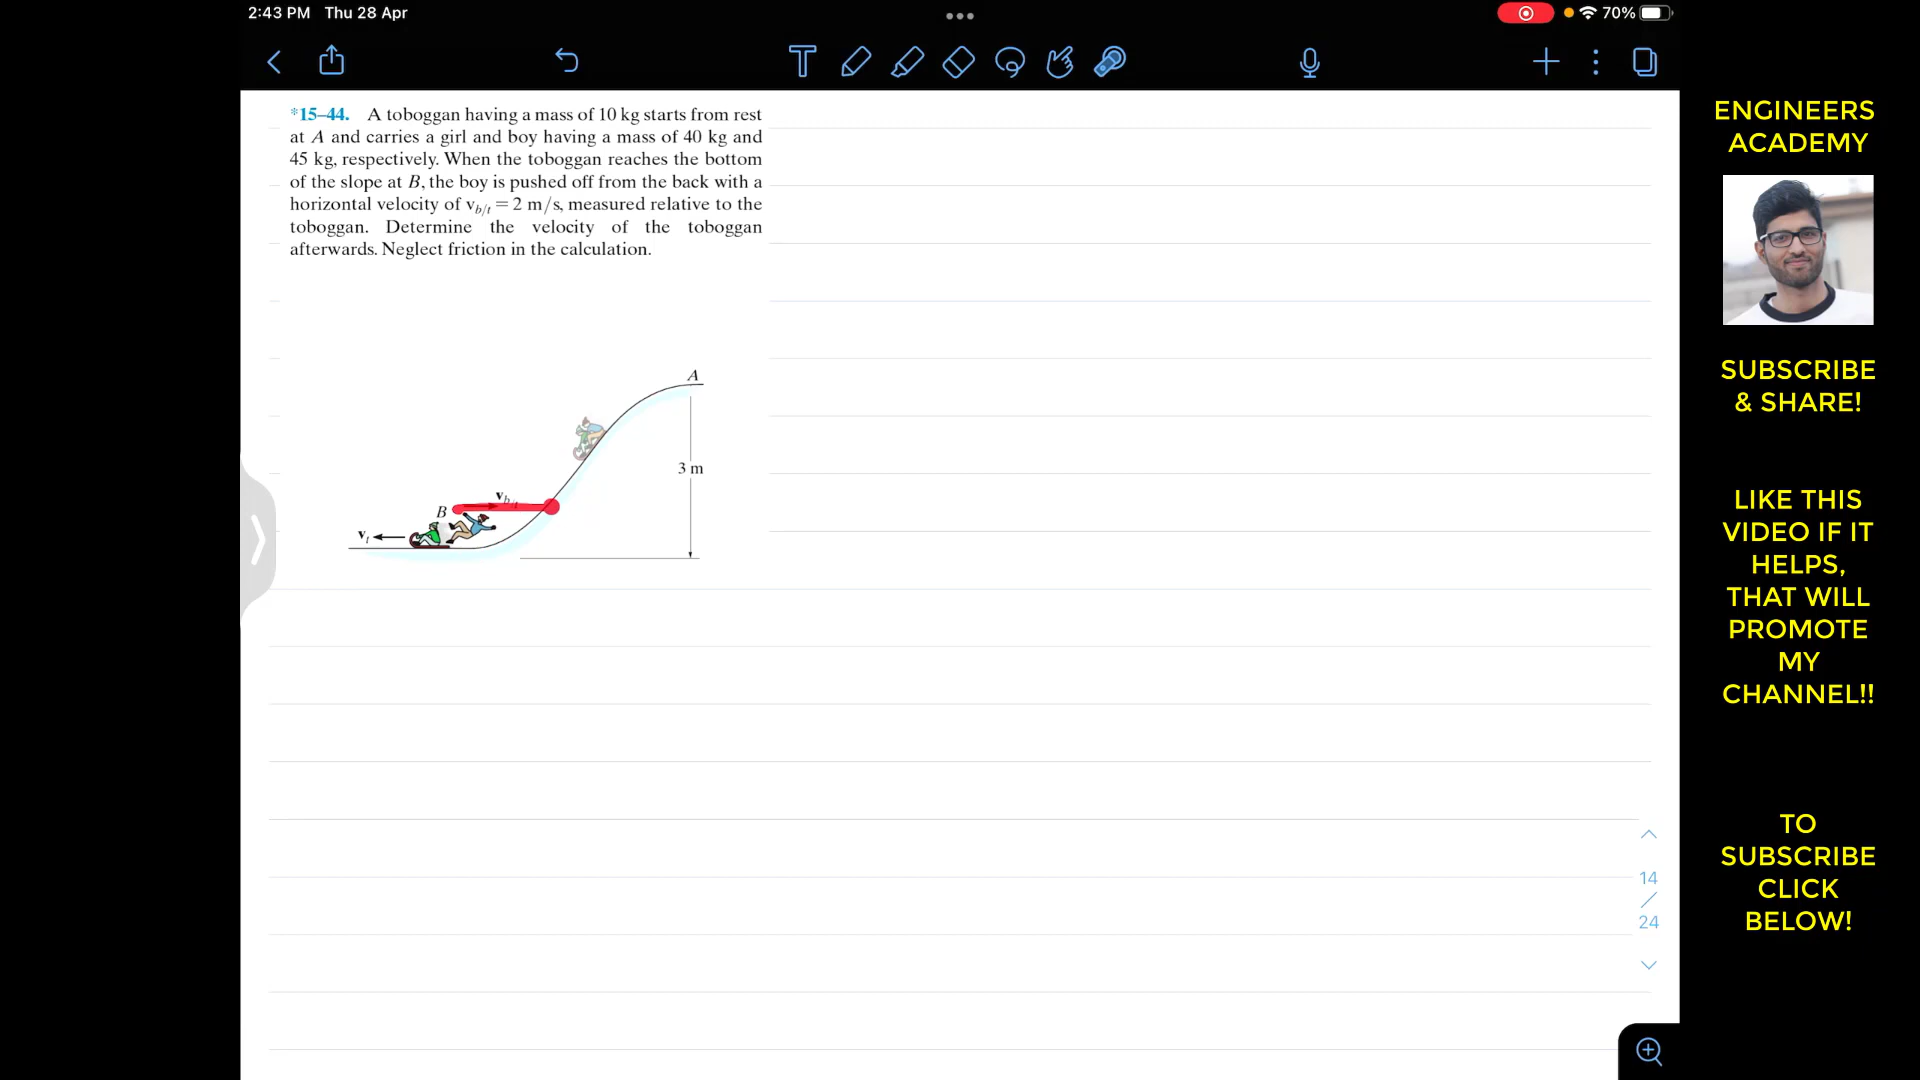 2:43 PM Thu 28 Apr
70%
*15–44. A toboggan having a mass of 10 kg starts from rest
at A and carries a girl and boy having a mass of 40 kg and
45 kg, respectively. When the toboggan reaches the bottom
of the slope at B, the boy is pushed off from the back with a
horizontal velocity of v_b/t = 2 m/s, measured relative to the
toboggan. Determine the velocity of the toboggan
afterwards. Neglect friction in the calculation.
A
3 m
v_b/t
B
v_t
14
/
24
ENGINEERS
ACADEMY
SUBSCRIBE
& SHARE!
LIKE THIS
VIDEO IF IT
HELPS,
THAT WILL
PROMOTE
MY
CHANNEL!!
TO
SUBSCRIBE
CLICK
BELOW!